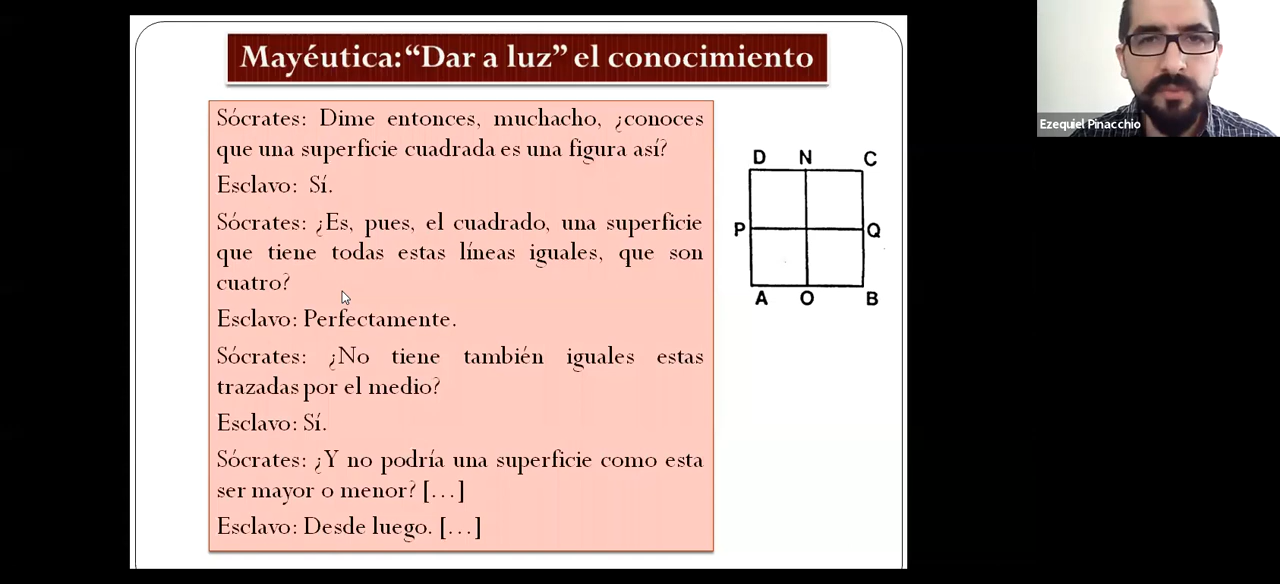 Mayéutica: “Dar a luz” el conocimiento
Sócrates: Dime entonces, muchacho, ¿conoces
que una superficie cuadrada es una figura así?
Esclavo: Sí.
Sócrates: ¿Es, pues, el cuadrado, una superficie
que tiene todas estas líneas iguales, que son
cuatro?
Esclavo: Perfectamente.
Sócrates: ¿No tiene también iguales estas
trazadas por el medio?
Esclavo: Sí.
Sócrates: ¿Y no podría una superficie como esta
ser mayor o menor? […]
Esclavo: Desde luego. […]
D N C
P Q
A O B
Ezequiel Pinacchio